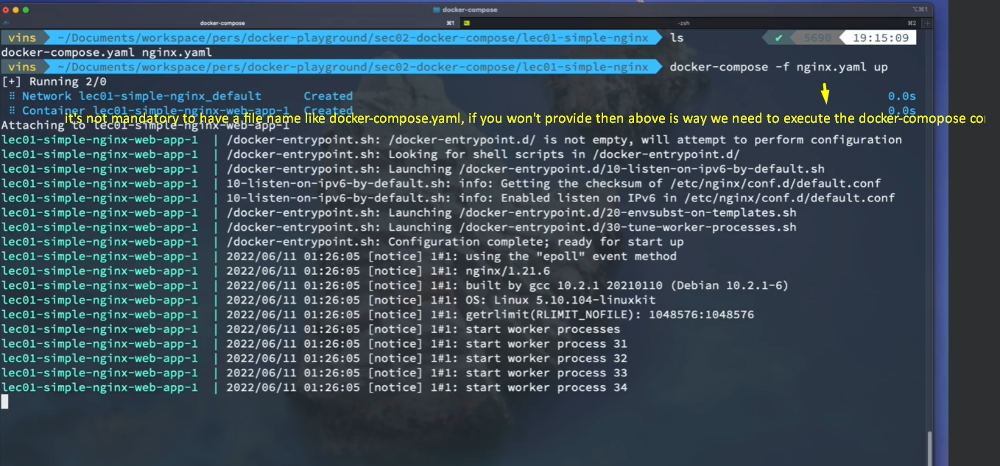 docker-compose
⌥⌘1
docker-compose ⌘1 -zsh ⌘2
vins ~/Documents/workspace/pers/docker-playground/sec02-docker-compose/lec01-simple-nginx ls ✔ 5690 19:15:09
docker-compose.yaml nginx.yaml
vins ~/Documents/workspace/pers/docker-playground/sec02-docker-compose/lec01-simple-nginx docker-compose -f nginx.yaml up
[+] Running 2/0
⠿ Network lec01-simple-nginx_default Created 0.0s
⠿ Container lec01-simple-nginx-web-app-1 Created 0.0s
it's not mandatory to have a file name like docker-compose.yaml, if you won't provide then above is way we need to execute the docker-comopose co
Attaching to lec01-simple-nginx-web-app-1
lec01-simple-nginx-web-app-1 | /docker-entrypoint.sh: /docker-entrypoint.d/ is not empty, will attempt to perform configuration
lec01-simple-nginx-web-app-1 | /docker-entrypoint.sh: Looking for shell scripts in /docker-entrypoint.d/
lec01-simple-nginx-web-app-1 | /docker-entrypoint.sh: Launching /docker-entrypoint.d/10-listen-on-ipv6-by-default.sh
lec01-simple-nginx-web-app-1 | 10-listen-on-ipv6-by-default.sh: info: Getting the checksum of /etc/nginx/conf.d/default.conf
lec01-simple-nginx-web-app-1 | 10-listen-on-ipv6-by-default.sh: info: Enabled listen on IPv6 in /etc/nginx/conf.d/default.conf
lec01-simple-nginx-web-app-1 | /docker-entrypoint.sh: Launching /docker-entrypoint.d/20-envsubst-on-templates.sh
lec01-simple-nginx-web-app-1 | /docker-entrypoint.sh: Launching /docker-entrypoint.d/30-tune-worker-processes.sh
lec01-simple-nginx-web-app-1 | /docker-entrypoint.sh: Configuration complete; ready for start up
lec01-simple-nginx-web-app-1 | 2022/06/11 01:26:05 [notice] 1#1: using the "epoll" event method
lec01-simple-nginx-web-app-1 | 2022/06/11 01:26:05 [notice] 1#1: nginx/1.21.6
lec01-simple-nginx-web-app-1 | 2022/06/11 01:26:05 [notice] 1#1: built by gcc 10.2.1 20210110 (Debian 10.2.1-6)
lec01-simple-nginx-web-app-1 | 2022/06/11 01:26:05 [notice] 1#1: OS: Linux 5.10.104-linuxkit
lec01-simple-nginx-web-app-1 | 2022/06/11 01:26:05 [notice] 1#1: getrlimit(RLIMIT_NOFILE): 1048576:1048576
lec01-simple-nginx-web-app-1 | 2022/06/11 01:26:05 [notice] 1#1: start worker processes
lec01-simple-nginx-web-app-1 | 2022/06/11 01:26:05 [notice] 1#1: start worker process 31
lec01-simple-nginx-web-app-1 | 2022/06/11 01:26:05 [notice] 1#1: start worker process 32
lec01-simple-nginx-web-app-1 | 2022/06/11 01:26:05 [notice] 1#1: start worker process 33
lec01-simple-nginx-web-app-1 | 2022/06/11 01:26:05 [notice] 1#1: start worker process 34